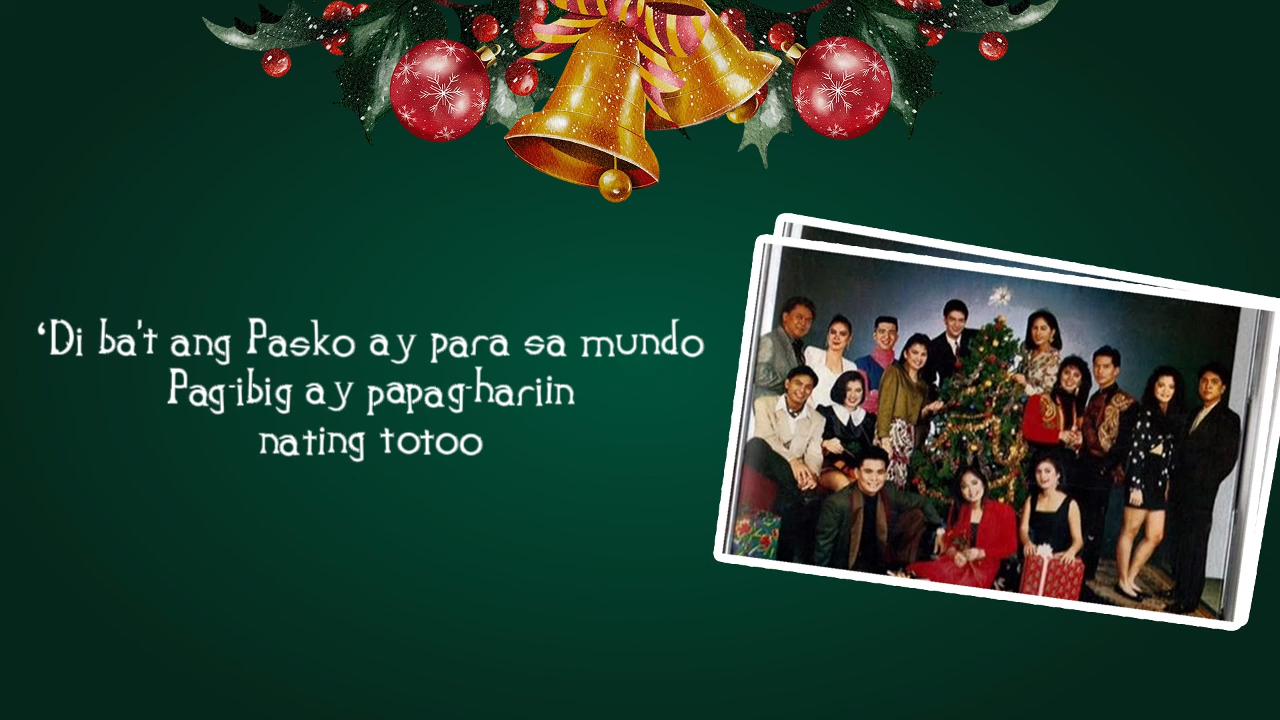 ‘Di ba't ang Pasko ay para sa mundo
Pag-ibig ay papag-hariin
nating totoo